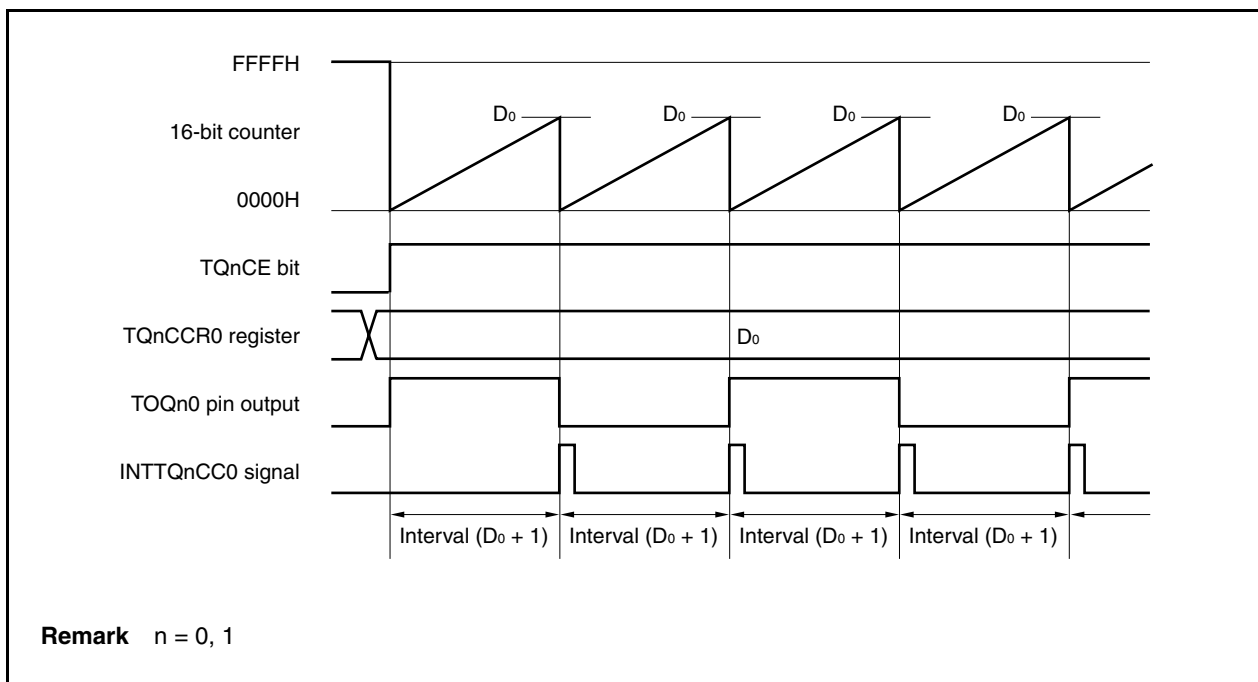 FFFFH
D₀ D₀ D₀ D₀
16-bit counter
0000H
TQnCE bit
TQnCCR0 register
D₀
TOQn0 pin output
INTTQnCC0 signal
Interval (D₀ + 1) Interval (D₀ + 1) Interval (D₀ + 1) Interval (D₀ + 1)
Remark n = 0, 1